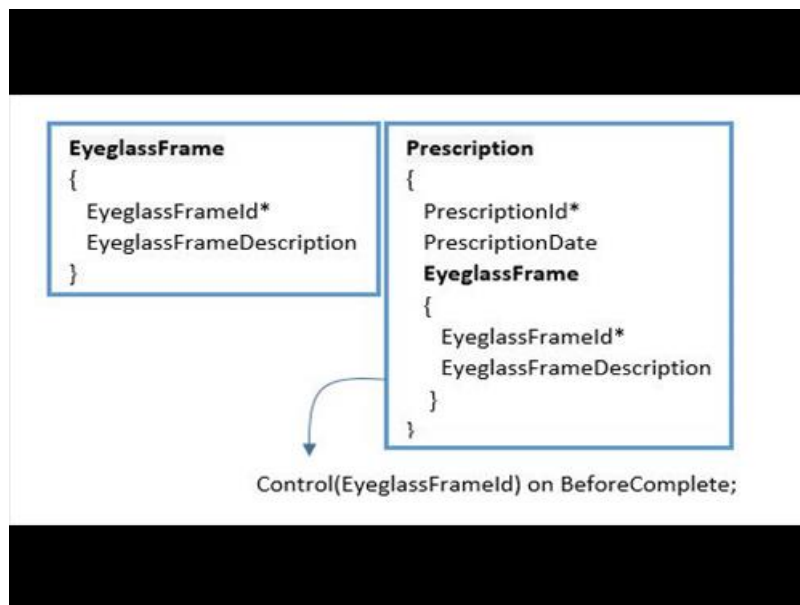 EyeglassFrame
{
EyeglassFrameId*
EyeglassFrameDescription
}
Prescription
{
PrescriptionId*
PrescriptionDate
EyeglassFrame
{
EyeglassFrameId*
EyeglassFrameDescription
}
}
Control(EyeglassFrameId) on BeforeComplete;